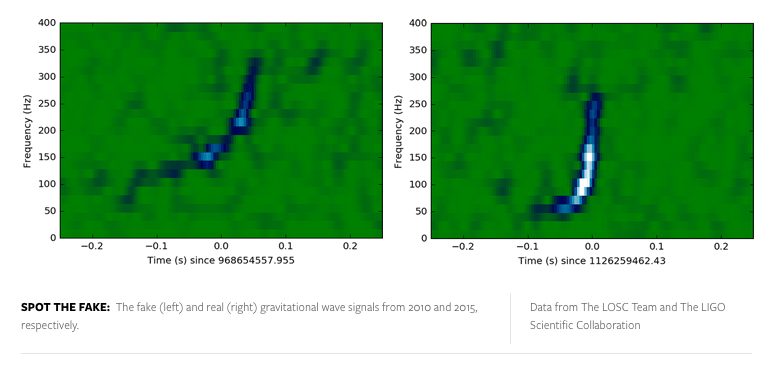 400
350
300
250
200
150
100
50
0
Frequency (Hz)
−0.2 −0.1 0.0 0.1 0.2
Time (s) since 968654557.955
400
350
300
250
200
150
100
50
0
Frequency (Hz)
−0.2 −0.1 0.0 0.1 0.2
Time (s) since 1126259462.43
SPOT THE FAKE: The fake (left) and real (right) gravitational wave signals from 2010 and 2015,
respectively.
Data from The LOSC Team and The LIGO
Scientific Collaboration